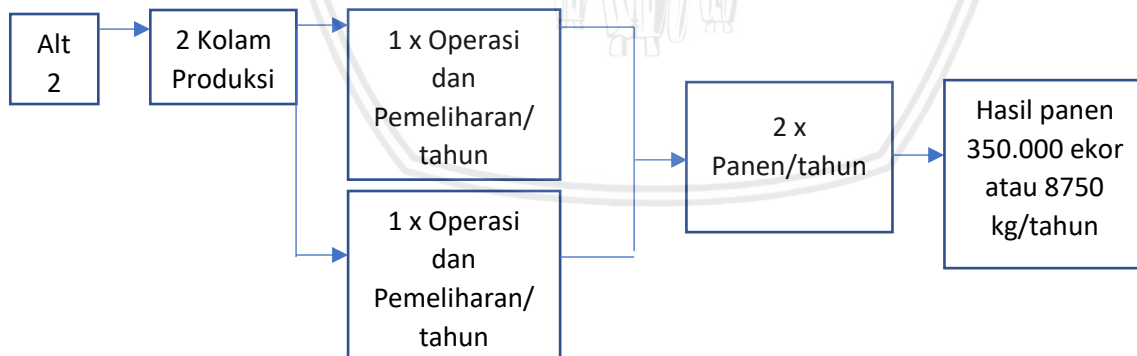 Alt
2
2 Kolam
Produksi
1 x Operasi
dan
Pemeliharan/
tahun
1 x Operasi
dan
Pemeliharan/
tahun
2 x
Panen/tahun
Hasil panen
350.000 ekor
atau 8750
kg/tahun